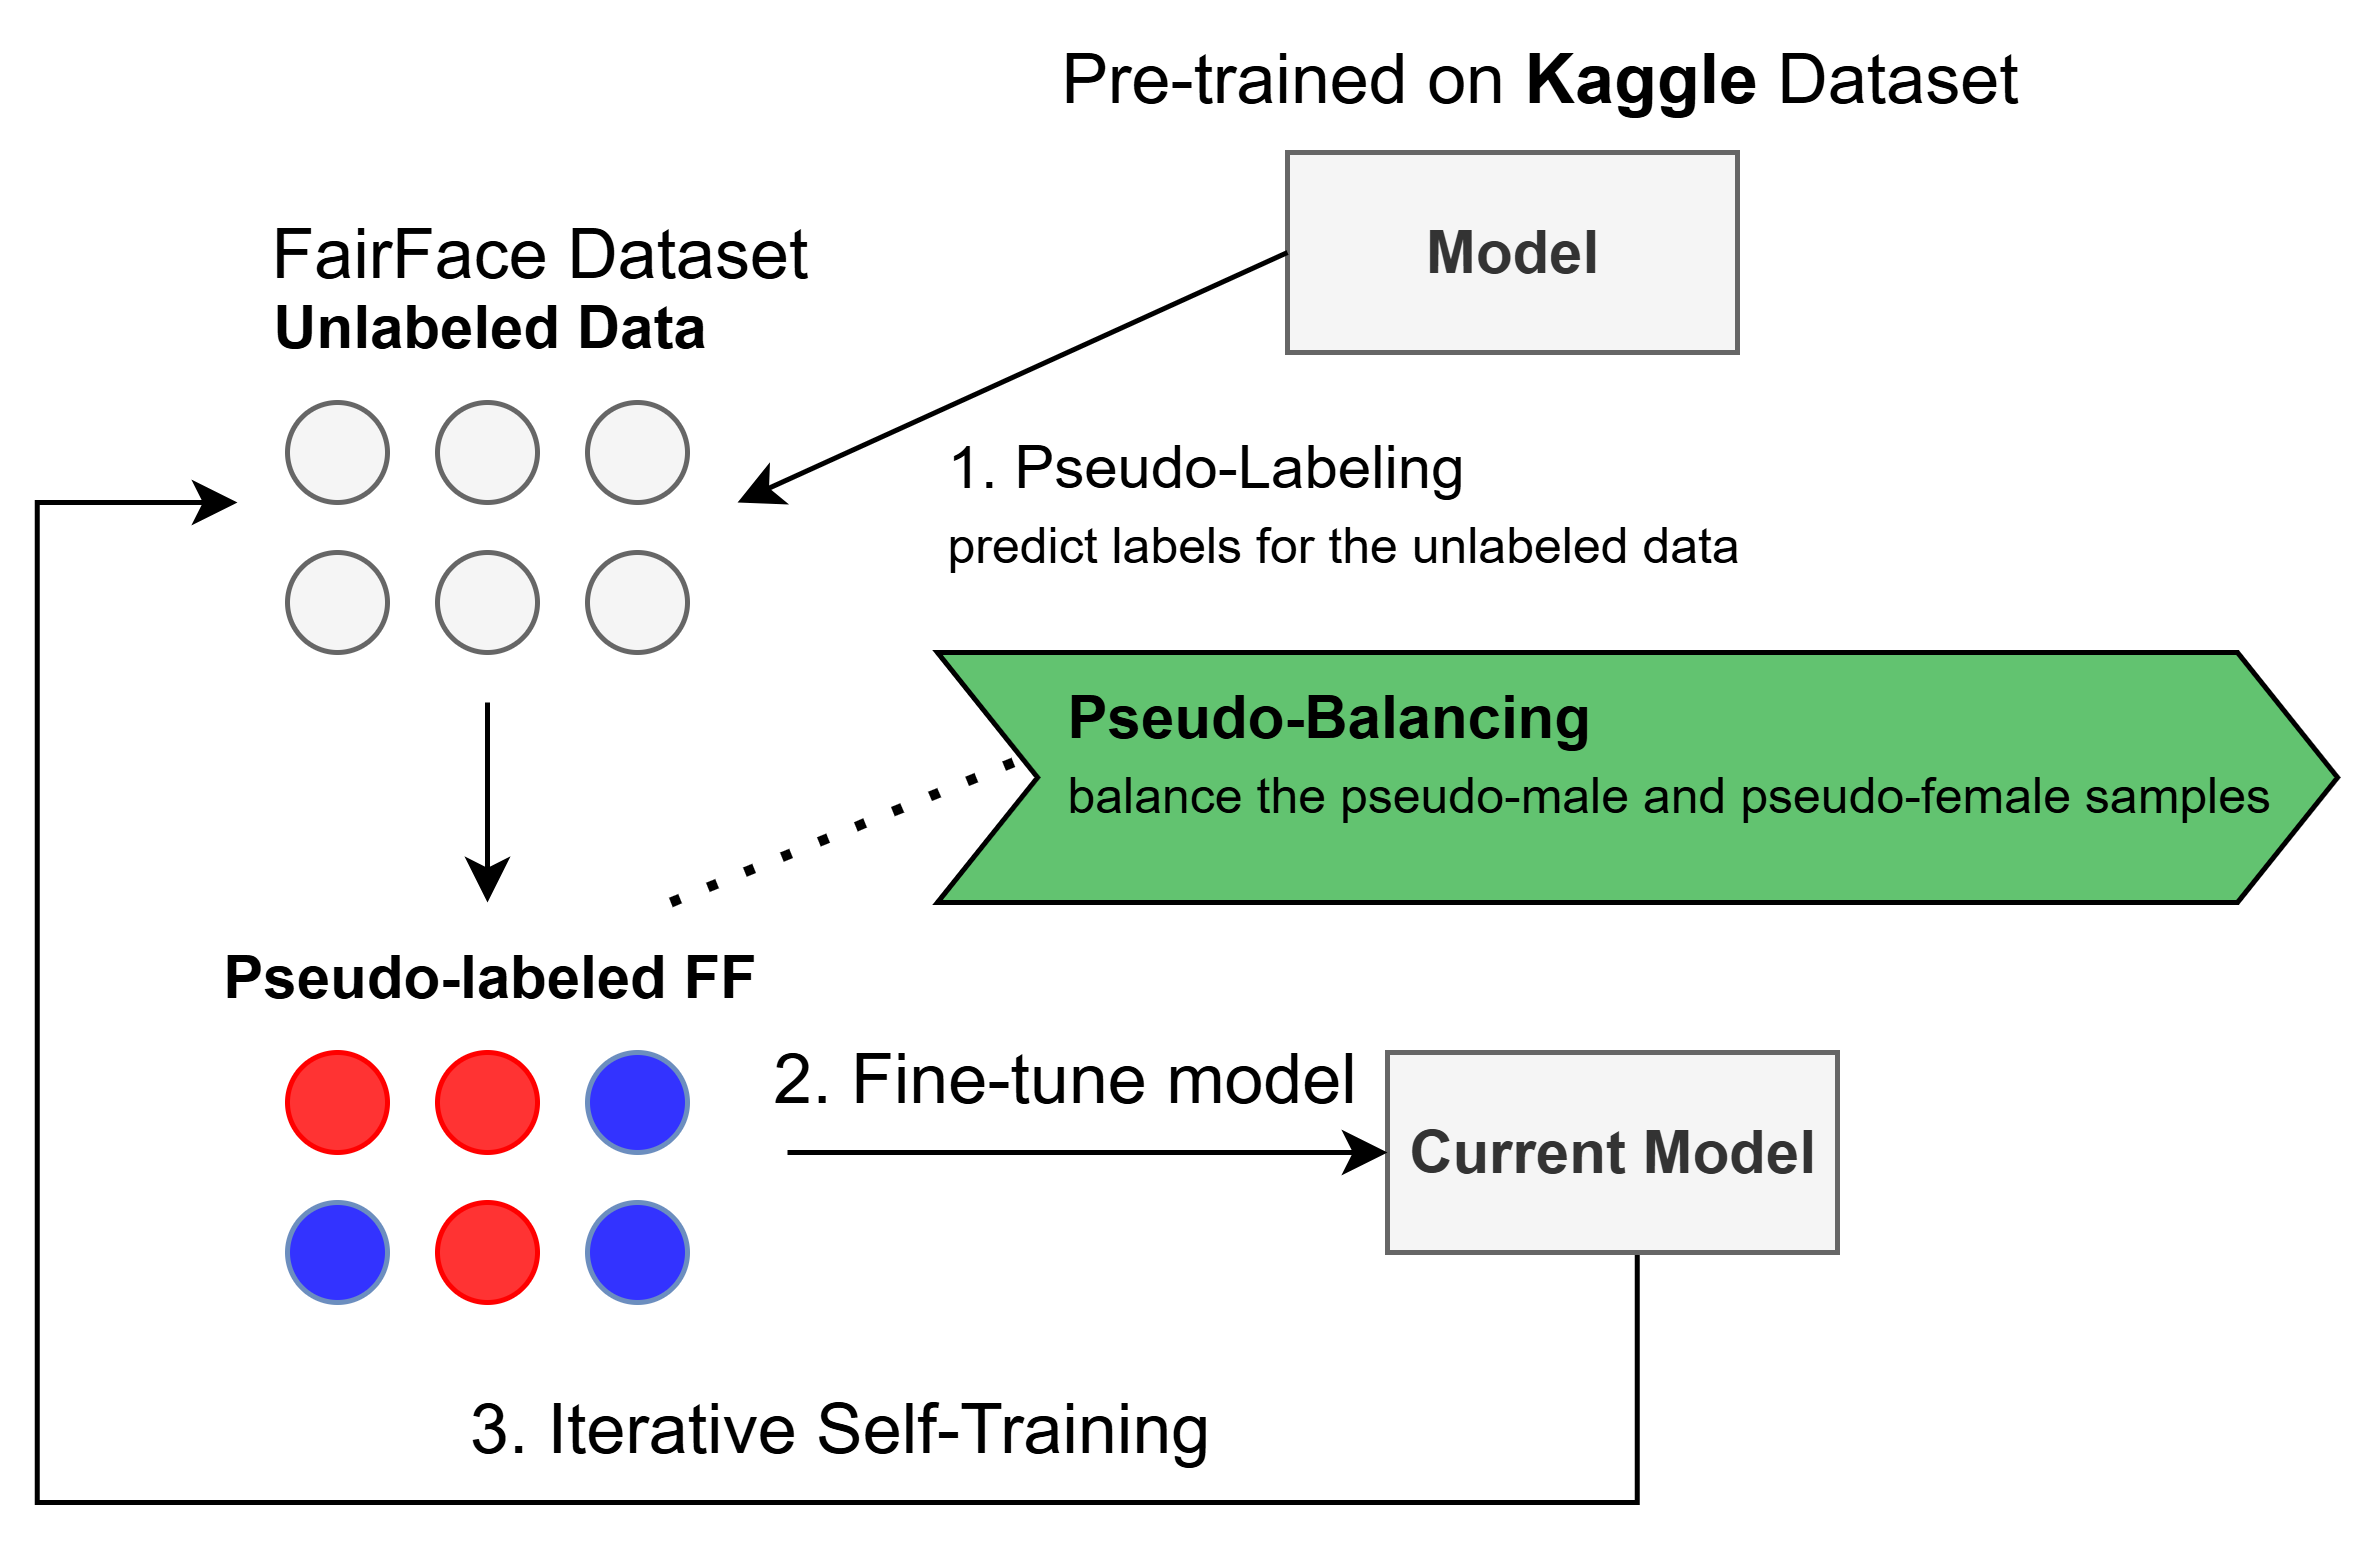 Pre-trained on Kaggle Dataset
Model
FairFace Dataset
Unlabeled Data
1. Pseudo-Labeling
predict labels for the unlabeled data
Pseudo-Balancing
balance the pseudo-male and pseudo-female samples
Pseudo-labeled FF
2. Fine-tune model
Current Model
3. Iterative Self-Training